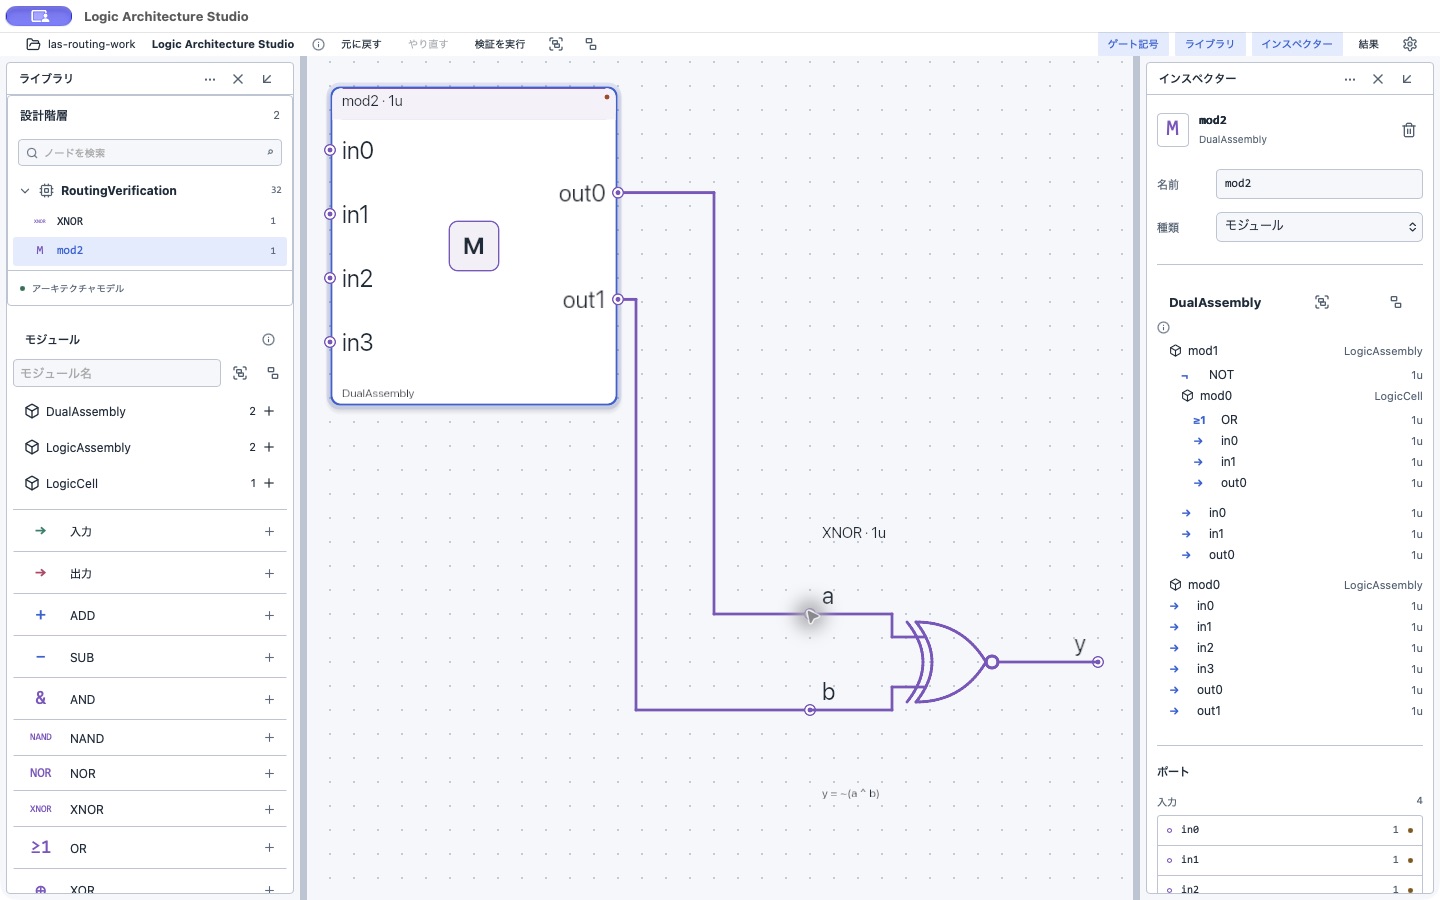 Logic Architecture Studio
las-routing-work
Logic Architecture Studio
元に戻す
やり直す
検証を実行
ゲート記号
ライブラリ
インスペクター
結果
ライブラリ
設計階層
2
ノードを検索
RoutingVerification
32
XNOR
XNOR
1
M
mod2
1
アーキテクチャモデル
モジュール
モジュール名
DualAssembly
2
LogicAssembly
2
LogicCell
1
入力
出力
ADD
SUB
&
AND
NAND
NAND
NOR
NOR
XNOR
XNOR
≥1
OR
XOR
mod2 · 1u
in0
in1
in2
in3
M
out0
out1
DualAssembly
XNOR · 1u
a
b
y
y = ~(a ^ b)
インスペクター
M
mod2
DualAssembly
名前
mod2
種類
モジュール
DualAssembly
mod1
LogicAssembly
¬
NOT
1u
mod0
LogicCell
≥1
OR
1u
in0
1u
in1
1u
out0
1u
in0
1u
in1
1u
out0
1u
mod0
LogicAssembly
in0
1u
in1
1u
in2
1u
in3
1u
out0
1u
out1
1u
ポート
入力
4
in0
1
in1
1
in2
1